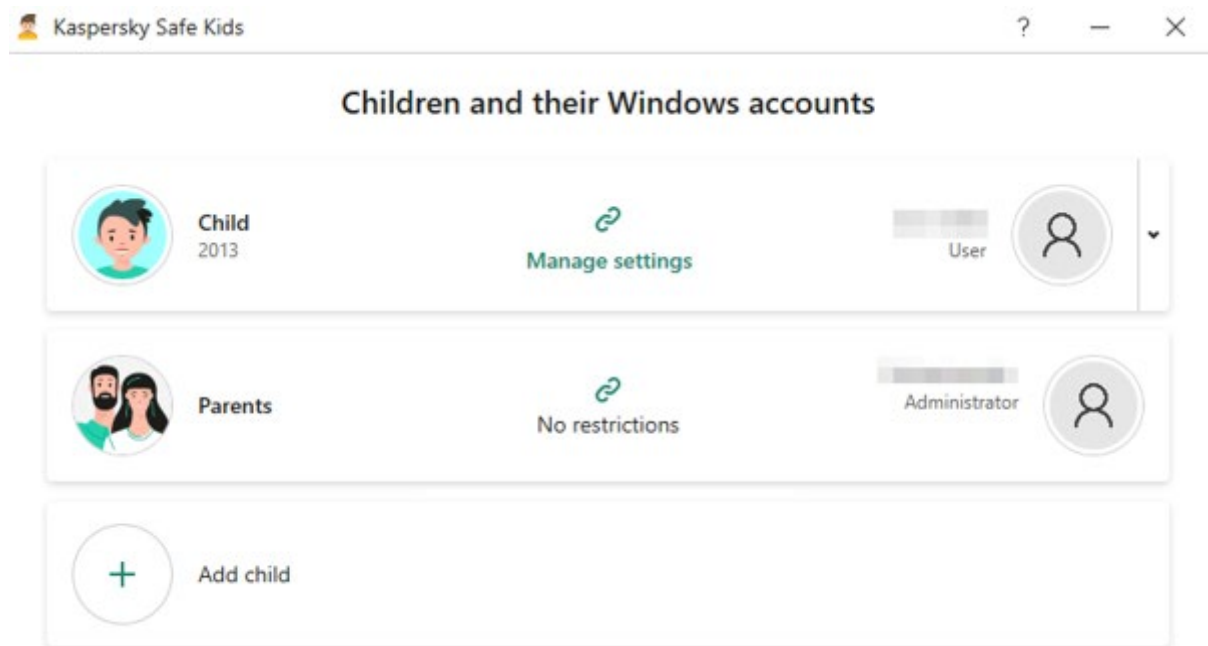 Kaspersky Safe Kids
Children and their Windows accounts
Child
2013
Manage settings
User
Parents
No restrictions
Administrator
Add child